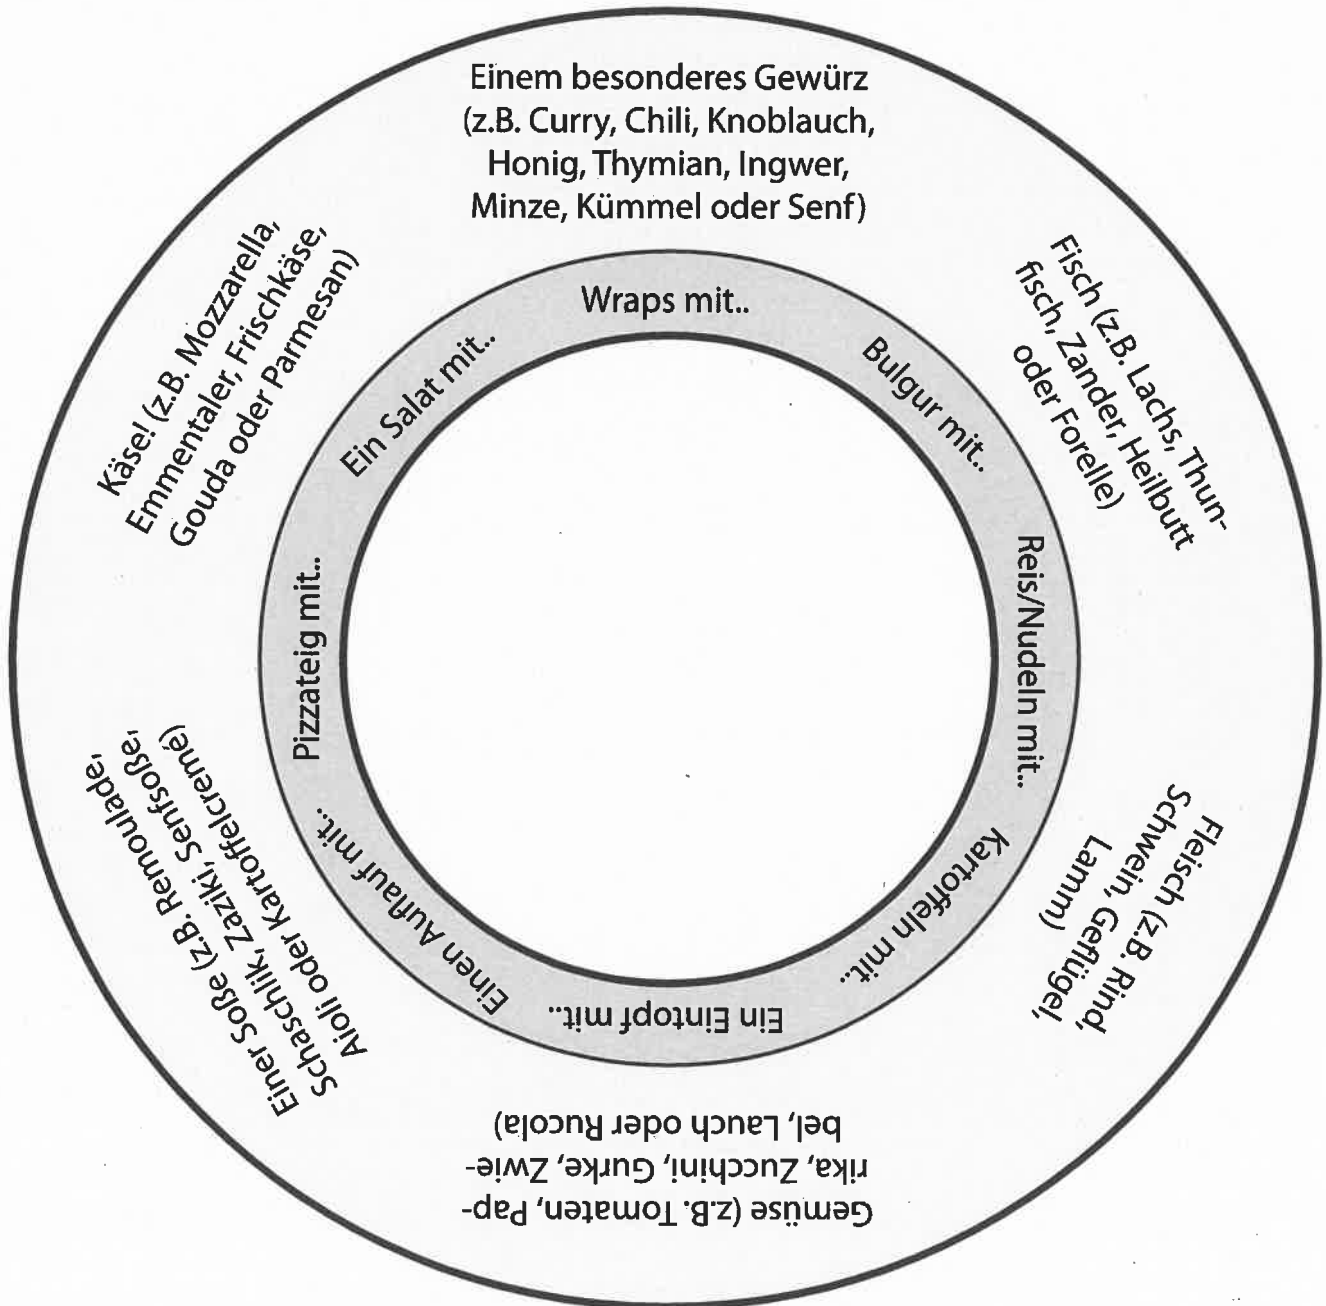 Einem besonderes Gewürz
(z.B. Curry, Chili, Knoblauch,
Honig, Thymian, Ingwer,
Minze, Kümmel oder Senf)
Fisch (z.B. Lachs, Thun-
fisch, Zander, Heilbutt
oder Forelle)
Fleisch (z.B. Rind,
Schwein, Geflügel,
Lamm)
Gemüse (z.B. Tomaten, Pap-
rika, Zucchini, Gurke, Zwie-
bel, Lauch oder Rucola)
Einer Soße (z.B. Remoulade,
Schaschlik, Zaziki, Senfsoße,
Aioli oder Kartoffelcremé)
Käse! (z.B. Mozzarella,
Emmentaler, Frischkäse,
Gouda oder Parmesan)
Wraps mit..
Bulgur mit..
Reis/Nudeln mit..
Kartoffeln mit..
Ein Eintopf mit..
Einen Auflauf mit..
Pizzateig mit..
Ein Salat mit..